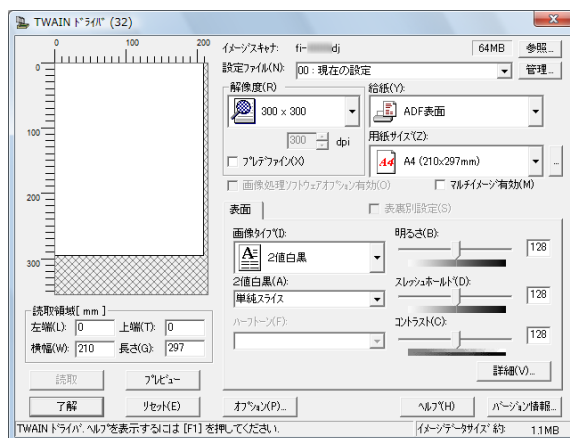 TWAIN ドライバ (32)
0 100 200
0
100
200
300
イメージスキャナ: fi- dj
64MB
参照...
設定ファイル(N):
00 : 現在の設定
管理...
解像度(R)
300 x 300
300 dpi
プレデファイン(X)
給紙(Y):
ADF表面
用紙サイズ(Z):
A4
A4 (210x297mm)
...
画像処理ソフトウェアオプション有効(O)
マルチイメージ有効(M)
表面
表裏別設定(S)
画像タイプ(I):
2値白黒
2値白黒(A):
単純スライス
ハーフトーン(F):
明るさ(B):
128
スレッシュホールド(D):
128
コントラスト(C):
128
詳細(V)...
読取領域[ mm ]
左端(L): 0 上端(T): 0
横幅(W): 210 長さ(G): 297
読取
プレビュー
了解
リセット(E)
オプション(P)...
ヘルプ(H)
バージョン情報...
TWAIN ドライバ. ヘルプを表示するには [F1] を押してください.
イメージデータサイズ 約: 1.1MB